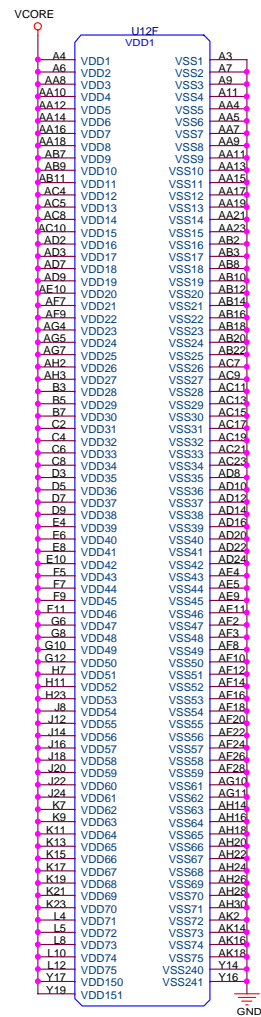 VCORE
U12F
VDD1
A4 VDD1 VSS1 A3
A6 VDD2 VSS2 A7
AA8 VDD3 VSS3 A9
AA10 VDD4 VSS4 A11
AA12 VDD5 VSS5 AA4
AA14 VDD6 VSS6 AA5
AA16 VDD7 VSS7 AA7
AA18 VDD8 VSS8 AA9
AB7 VDD9 VSS9 AA11
AB9 VDD10 VSS10 AA13
AB11 VDD11 VSS11 AA15
AC4 VDD12 VSS12 AA17
AC5 VDD13 VSS13 AA19
AC8 VDD14 VSS14 AA21
AC10 VDD15 VSS15 AA23
AD2 VDD16 VSS16 AB2
AD3 VDD17 VSS17 AB3
AD7 VDD18 VSS18 AB8
AD9 VDD19 VSS19 AB10
AE10 VDD20 VSS20 AB12
AF7 VDD21 VSS21 AB14
AF9 VDD22 VSS22 AB16
AG4 VDD23 VSS23 AB18
AG5 VDD24 VSS24 AB20
AG7 VDD25 VSS25 AB22
AH2 VDD26 VSS26 AC7
AH3 VDD27 VSS27 AC9
B3 VDD28 VSS28 AC11
B5 VDD29 VSS29 AC13
B7 VDD30 VSS30 AC15
C2 VDD31 VSS31 AC17
C4 VDD32 VSS32 AC19
C6 VDD33 VSS33 AC21
C8 VDD34 VSS34 AC23
D3 VDD35 VSS35 AD8
D5 VDD36 VSS36 AD10
D7 VDD37 VSS37 AD12
D9 VDD38 VSS38 AD14
E4 VDD39 VSS39 AD16
E6 VDD40 VSS40 AD20
E8 VDD41 VSS41 AD22
E10 VDD42 VSS42 AD24
F5 VDD43 VSS43 AE4
F7 VDD44 VSS44 AE5
F9 VDD45 VSS45 AE9
F11 VDD46 VSS46 AE11
G6 VDD47 VSS47 AF2
G8 VDD48 VSS48 AF3
G10 VDD49 VSS49 AF8
G12 VDD50 VSS50 AF10
H7 VDD51 VSS51 AF12
H11 VDD52 VSS52 AF14
H23 VDD53 VSS53 AF16
J8 VDD54 VSS54 AF18
J12 VDD55 VSS55 AF20
J14 VDD56 VSS56 AF22
J16 VDD57 VSS57 AF24
J18 VDD58 VSS58 AF26
J20 VDD59 VSS59 AF28
J22 VDD60 VSS61 AG10
J24 VDD61 VSS62 AG11
K7 VDD62 VSS63 AH14
K9 VDD63 VSS64 AH16
K11 VDD64 VSS65 AH18
K13 VDD65 VSS66 AH20
K15 VDD66 VSS67 AH22
K17 VDD67 VSS68 AH24
K19 VDD68 VSS69 AH26
K21 VDD69 VSS70 AH28
K23 VDD70 VSS71 AH30
L4 VDD71 VSS72 AK2
L5 VDD72 VSS73 AK14
L8 VDD73 VSS74 AK16
L10 VDD74 VSS75 AK18
L12 VDD75 VSS240 Y14
Y17 VDD150 VSS241 Y16
Y19 VDD151
GND